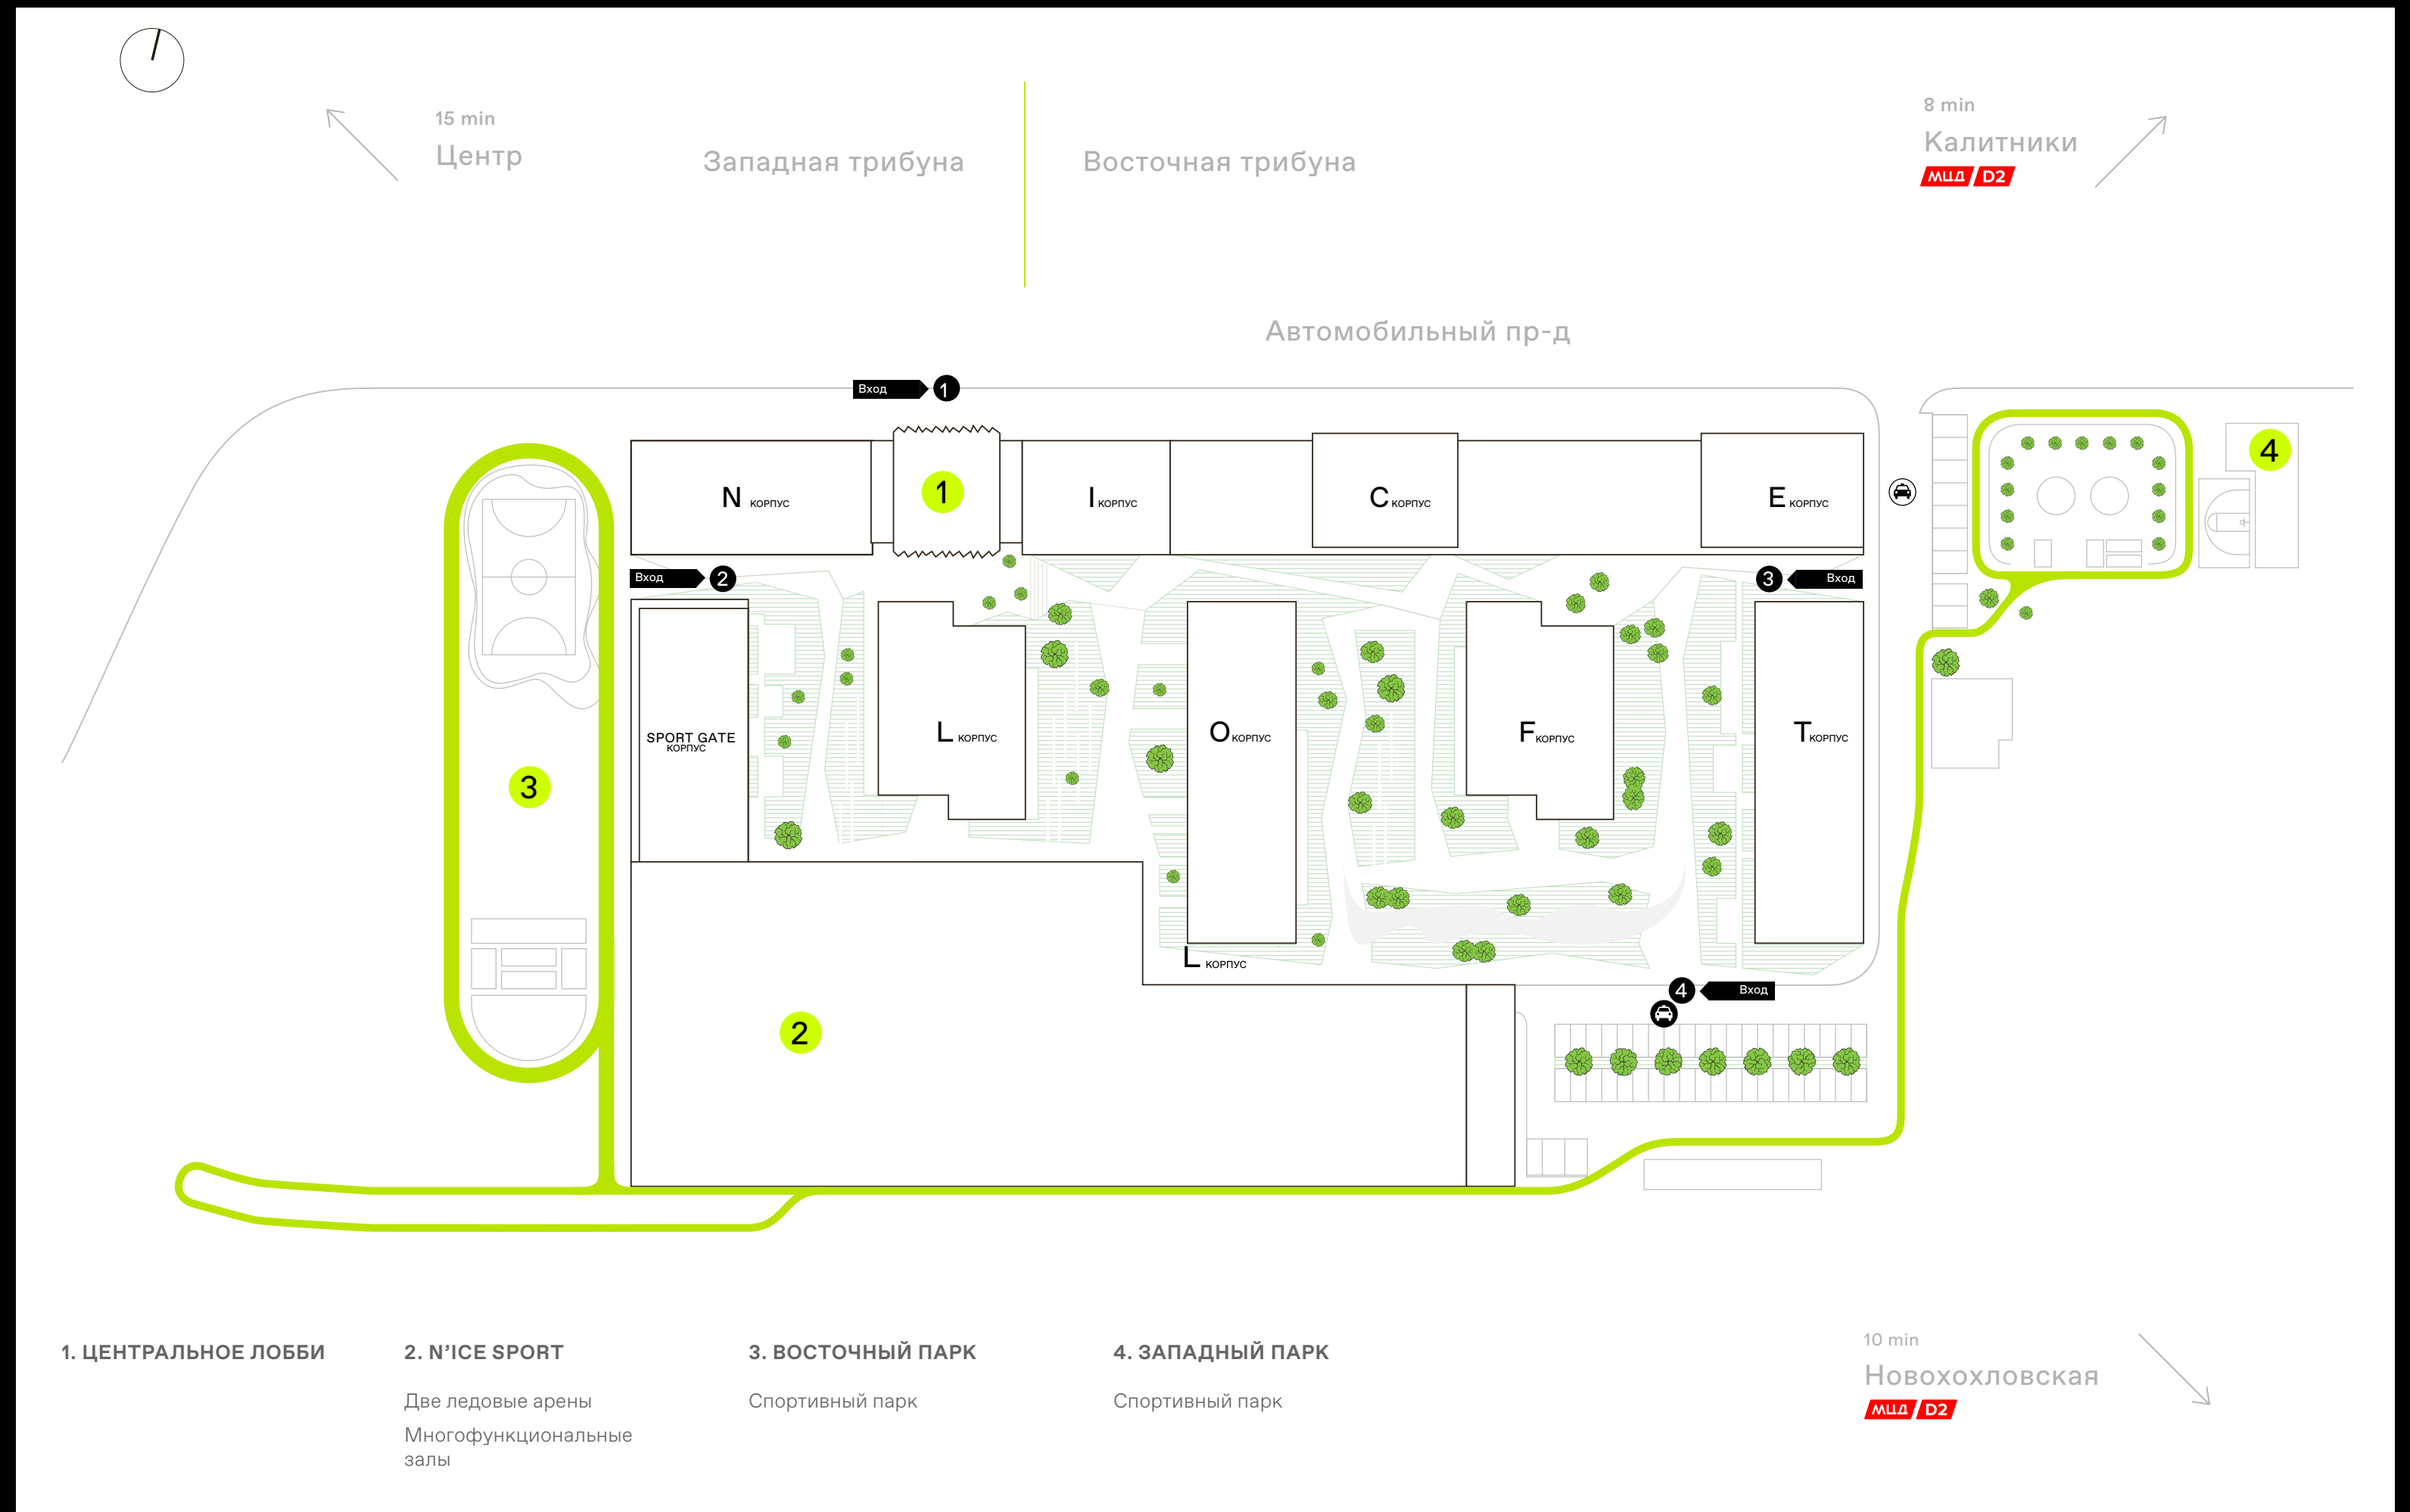 15 min
Центр
Западная трибуна
Восточная трибуна
8 min
Калитники
МЦД D2
Автомобильный пр-д
Вход 1
N КОРПУС
1
I КОРПУС
C КОРПУС
E КОРПУС
4
Вход 2
3 Вход
SPORT GATE
КОРПУС
L КОРПУС
O КОРПУС
F КОРПУС
T КОРПУС
3
L КОРПУС
4 Вход
2
1. ЦЕНТРАЛЬНОЕ ЛОББИ
2. N’ICE SPORT
Две ледовые арены
Многофункциональные
залы
3. ВОСТОЧНЫЙ ПАРК
Спортивный парк
4. ЗАПАДНЫЙ ПАРК
Спортивный парк
10 min
Новохохловская
МЦД D2